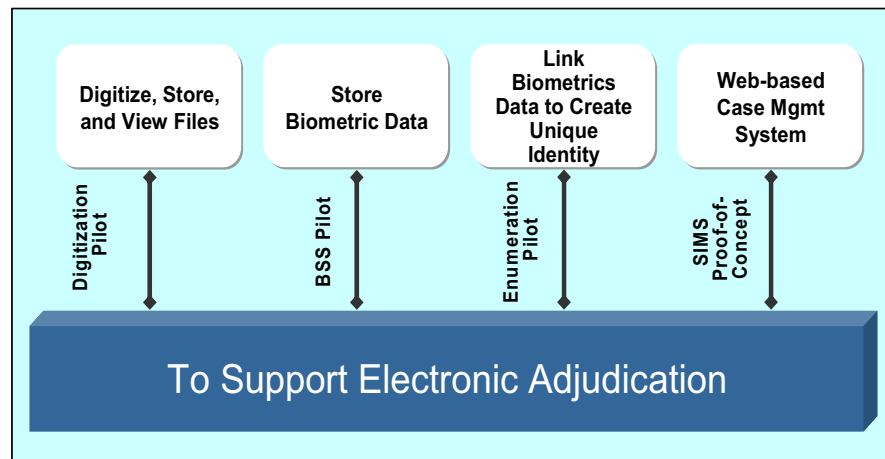 Digitize, Store,
and View Files
Store
Biometric Data
Link
Biometrics
Data to Create
Unique
Identity
Web-based
Case Mgmt
System
Digitization
Pilot
BSS Pilot
Enumeration
Pilot
SIMS
Proof-of-
Concept
To Support Electronic Adjudication